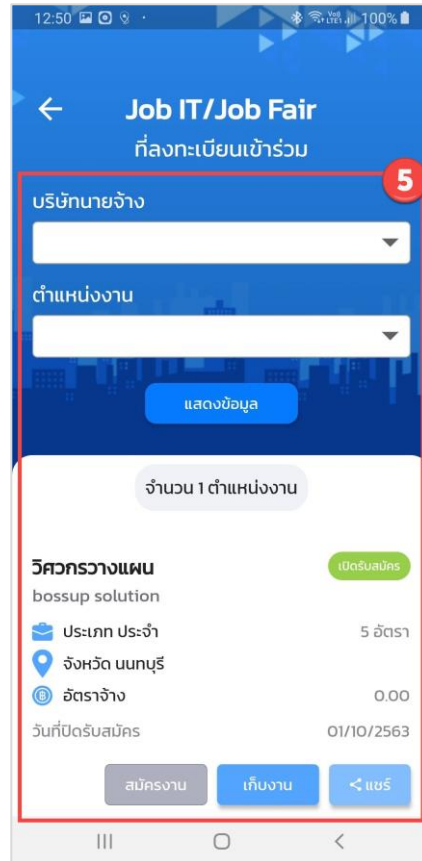 12:50 100%
Job IT/Job Fair
ที่ลงทะเบียนเข้าร่วม
5
บริษัทนายจ้าง
ตำแหน่งงาน
แสดงข้อมูล
จำนวน 1 ตำแหน่งงาน
วิศวกรวางแผน เปิดรับสมัคร
bossup solution
ประเภท ประจำ 5 อัตรา
จังหวัด นนทบุรี
อัตราจ้าง 0.00
วันที่ปิดรับสมัคร 01/10/2563
สมัครงาน เก็บงาน แชร์